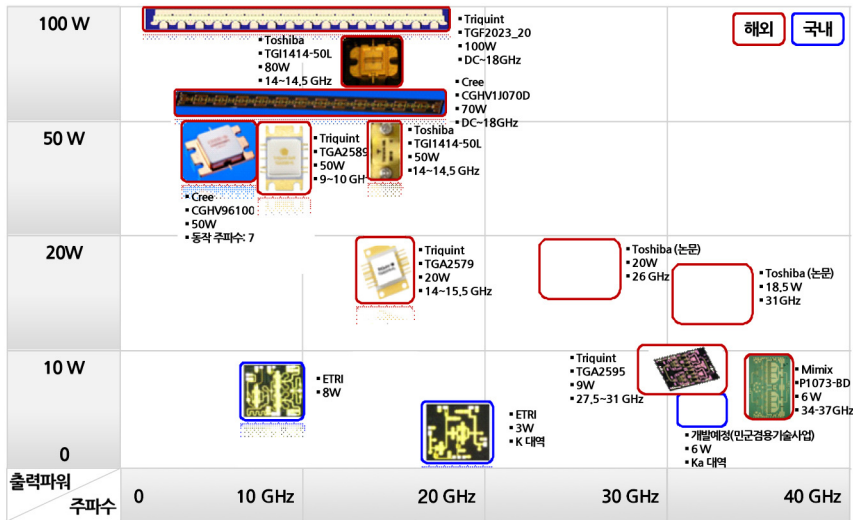 100 W
Triquint
TGF2023_20
100W
DC~18GHz
해외
국내
Toshiba
TGI1414-50L
80W
14~14,5 GHz
Cree
CGHV1J070D
70W
DC~18GHz
50 W
Triquint
TGA2589
50W
9~10 GH
Toshiba
TGI1414-50L
50W
14~14,5 GHz
Cree
CGHV96100
50W
동작 주파수: 7
20W
Triquint
TGA2579
20W
14~15,5 GHz
Toshiba (논문)
20W
26 GHz
Toshiba (논문)
18,5 W
31GHz
10 W
ETRI
8W
ETRI
3W
K 대역
Triquint
TGA2595
9W
27,5~31 GHz
Mimix
P1073-BD
6 W
34-37GHz
개발예정(민군겸용기술사업)
6 W
Ka 대역
0
출력파워
주파수
0
10 GHz
20 GHz
30 GHz
40 GHz